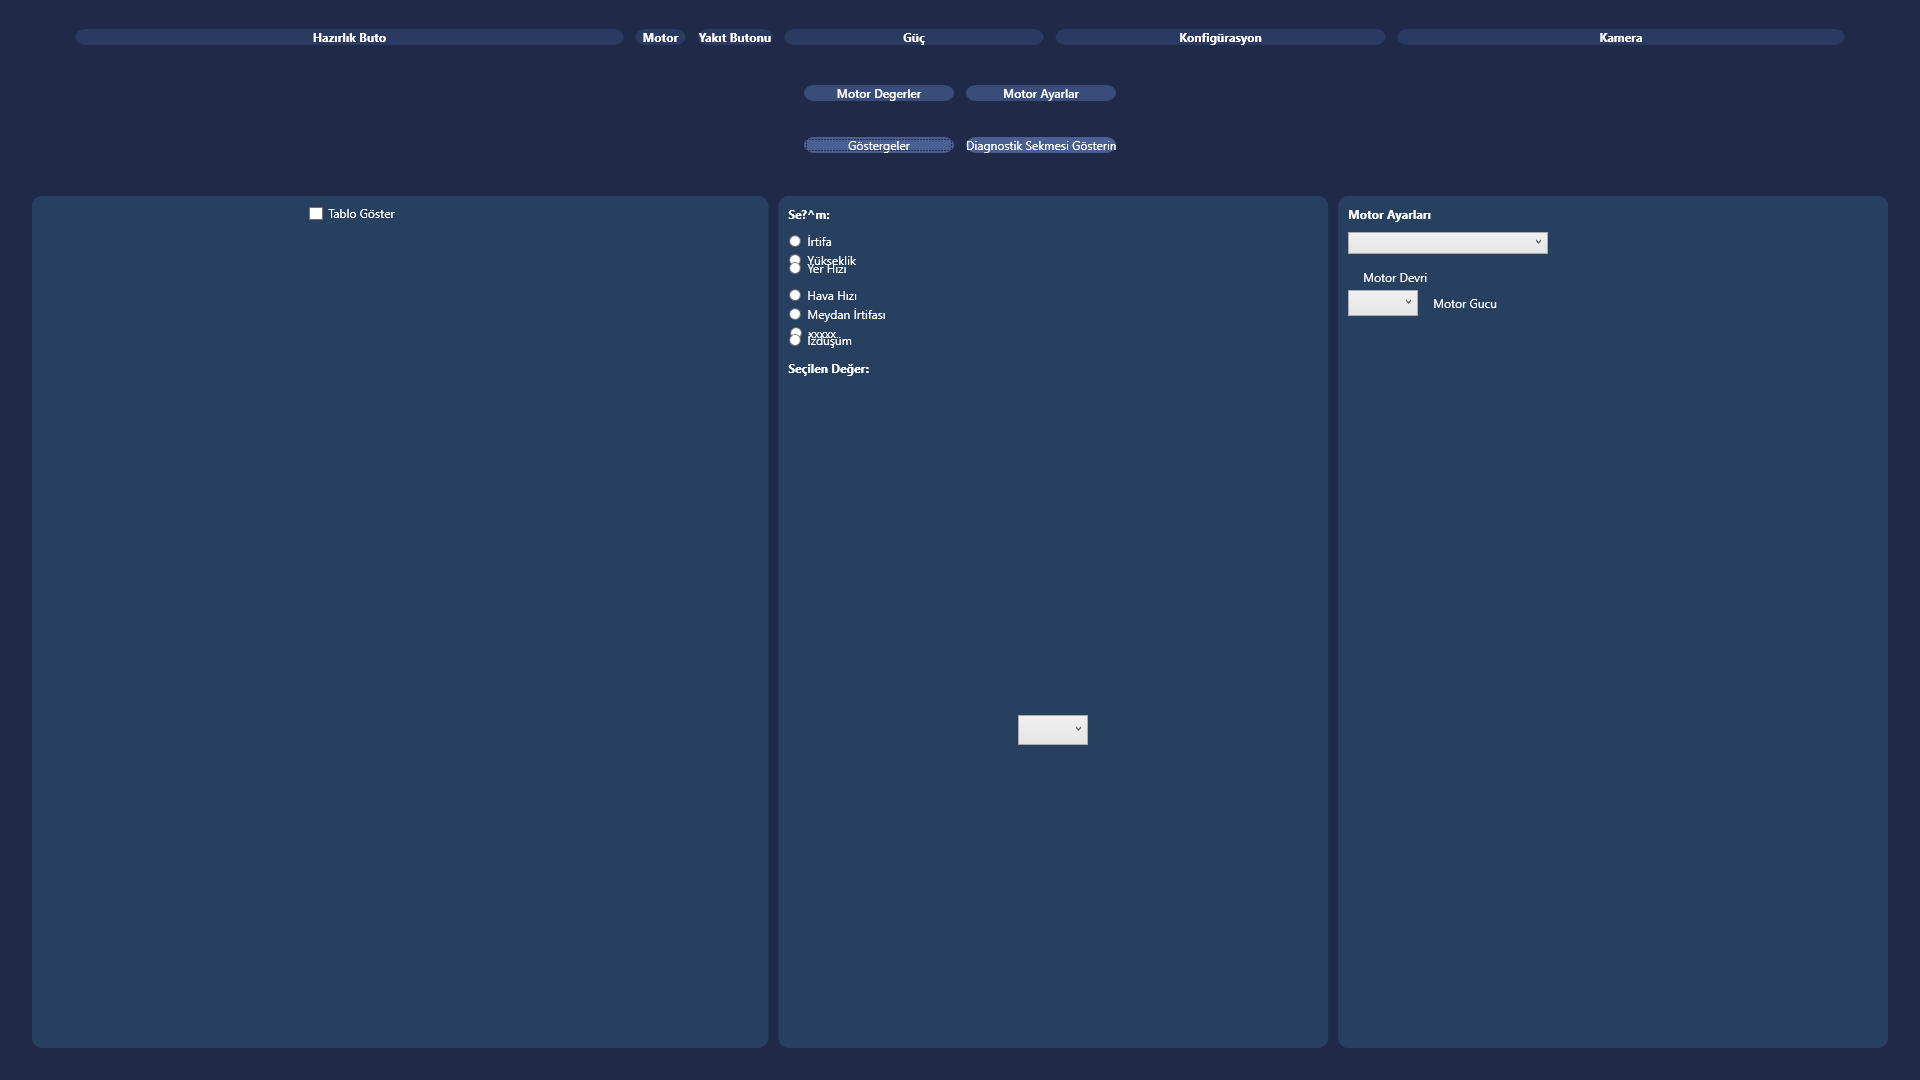 Hazırlık Buto Motor Yakıt Butonu Güç Konfigürasyon Kamera
Motor Degerler Motor Ayarlar
Göstergeler Diagnostik Sekmesi Gösterin
Tablo Göster
Se?^m:
İrtifa
Yükseklik
Yer Hızı
Hava Hızı
Meydan İrtifası
xxxxx
İzdüşüm
Seçilen Değer:
Motor Ayarları
Motor Devri
Motor Gucu